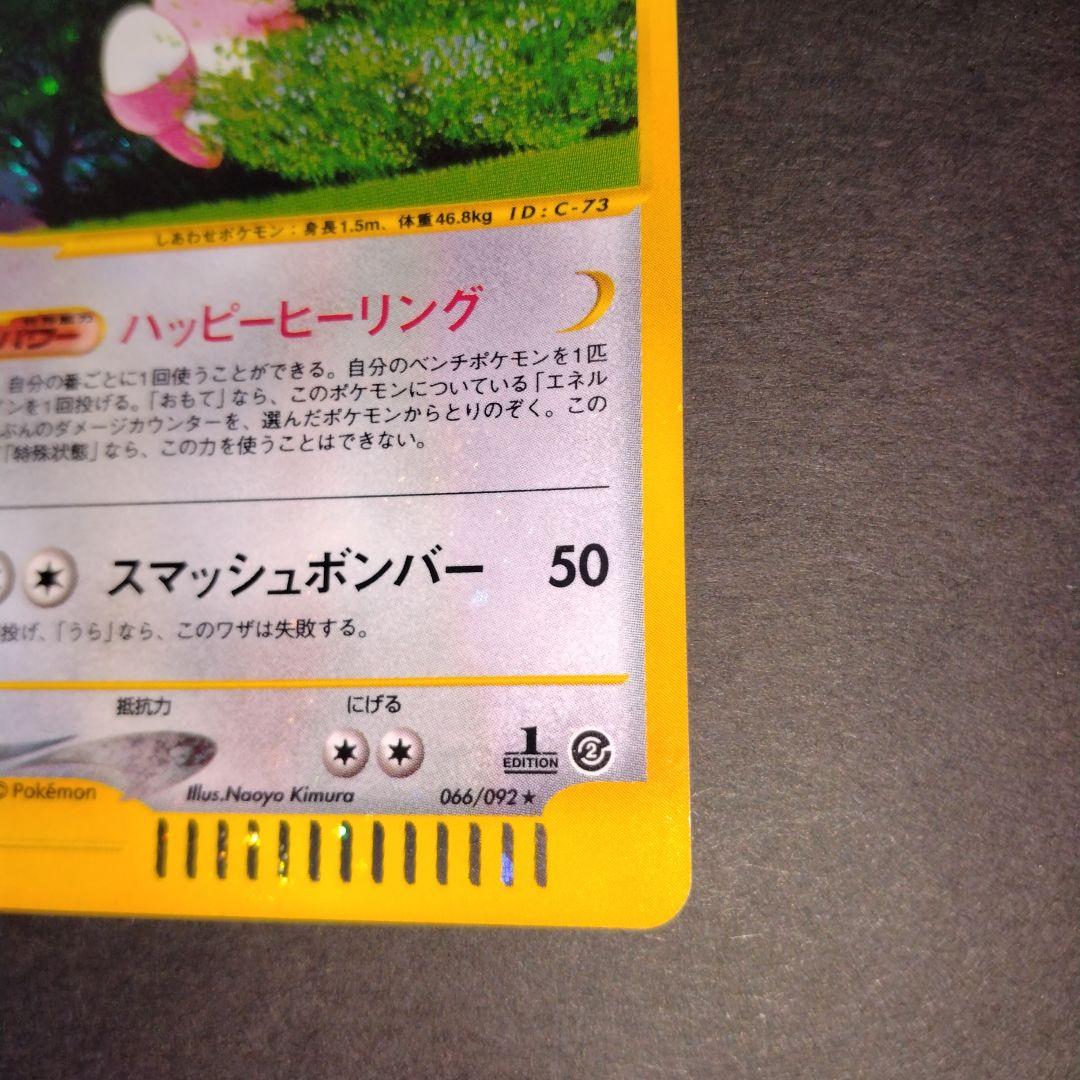 しあわせポケモン：身長1.5m、体重46.8kg ID：C-73
パワー ハッピーヒーリング
自分の番ごとに1回使うことができる。自分のベンチポケモンを1匹
ンを1回投げる。「おもて」なら、このポケモンについている「エネル
ぶんのダメージカウンターを、選んだポケモンからとりのぞく。この
「特殊状態」なら、この力を使うことはできない。
スマッシュボンバー 50
投げ、「うら」なら、このワザは失敗する。
抵抗力 にげる
1 EDITION 2
© Pokémon Illus.Naoyo Kimura 066/092★